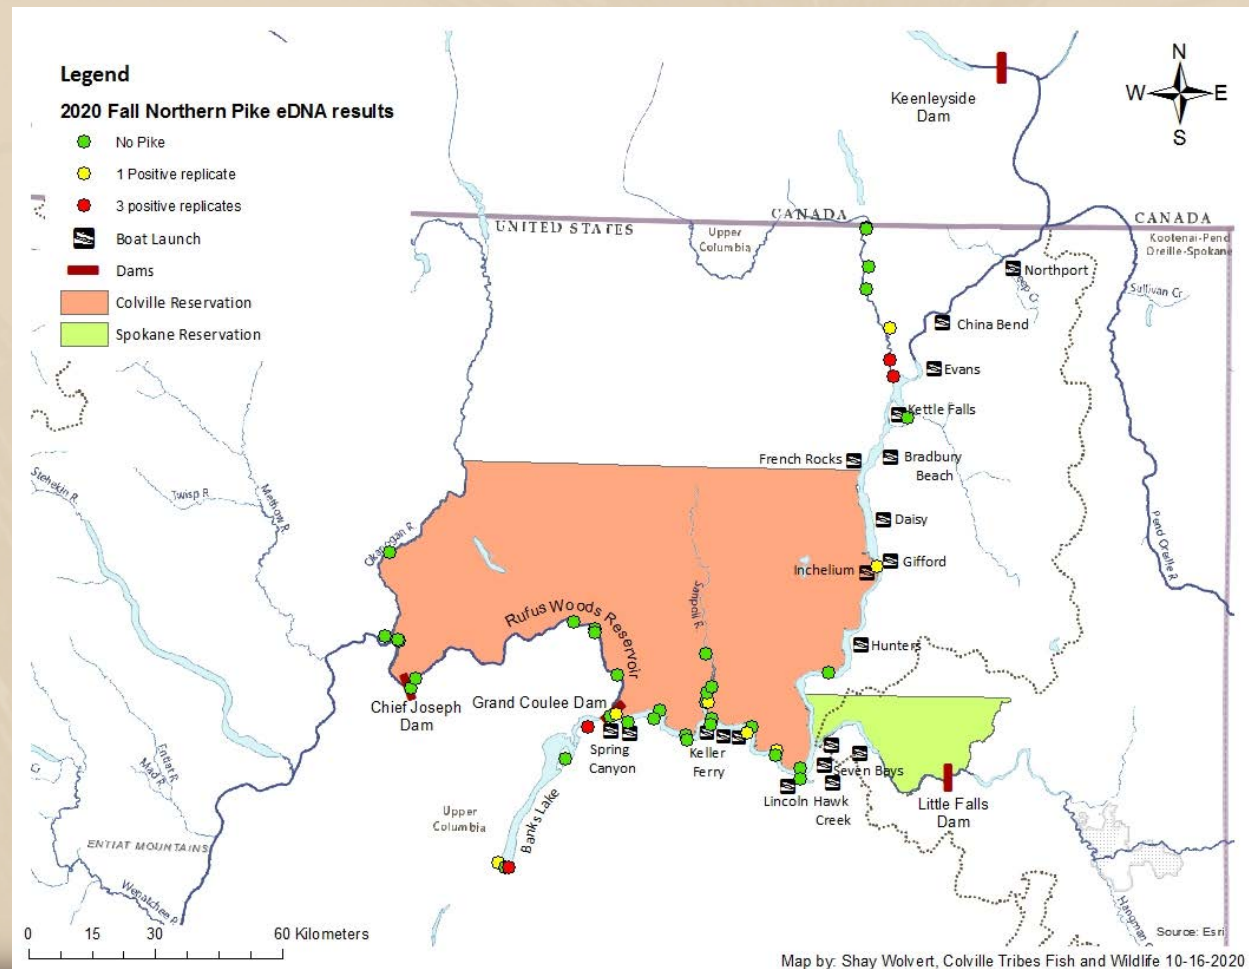 Legend
2020 Fall Northern Pike eDNA results
No Pike
1 Positive replicate
3 positive replicates
Boat Launch
Dams
Colville Reservation
Spokane Reservation
Keenleyside
Dam
N
W E
S
UNITED STATES
CANADA
CANADA
Upper
Columbia
Kootenai-Pend
Oreille-Spokane
Northport
Sullivan Cr
China Bend
Evans
Kettle Falls
French Rocks
Bradbury
Beach
Daisy
Gifford
Inchelium
Hunters
Stehekin R.
Twisp R.
Methow R.
Okanogan R.
Sanpoil R.
Pend Oreille R.
Rufus Woods Reservoir
Chief Joseph
Dam
Grand Coulee Dam
Spring
Canyon
Keller
Ferry
Seven Bays
Lincoln Hawk
Creek
Little Falls
Dam
Entiat R.
Mad R.
Cr
Upper
Columbia
Banks Lake
ENTIAT MOUNTAINS
Wenatchee R.
Hangman C
0 15 30 60 Kilometers
Source: Esri
Map by: Shay Wolvert, Colville Tribes Fish and Wildlife 10-16-2020